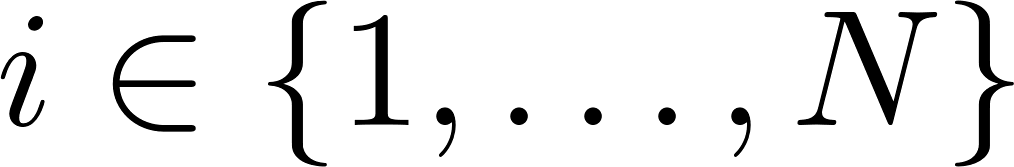 i ∈ {1, . . . , N}